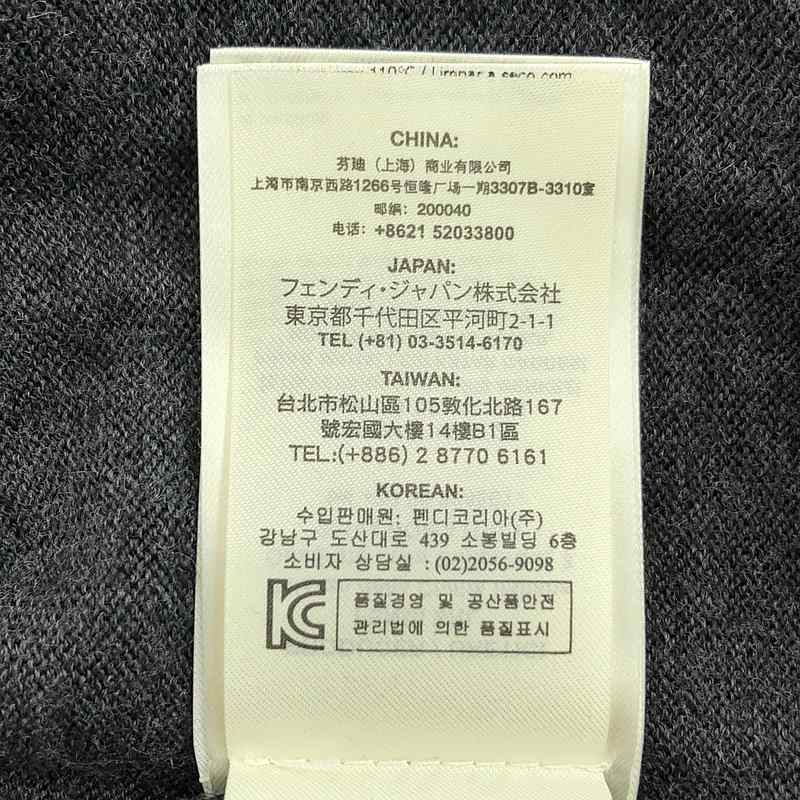 CHINA:
芬迪（上海）商业有限公司
上海市南京西路1266号恒隆广场一期3307B-3310室
邮编：200040
电话：+8621 52033800
JAPAN:
フェンディ・ジャパン株式会社
東京都千代田区平河町2-1-1
TEL (+81) 03-3514-6170
TAIWAN:
台北市松山區105敦化北路167
號宏國大樓14樓B1區
TEL.:(+886) 2 8770 6161
KOREAN:
수입판매원: 펜디코리아(주)
강남구 도산대로 439 소봉빌딩 6층
소비자 상담실 :(02)2056-9098
KC
품질경영 및 공산품안전
관리법에 의한 품질표시